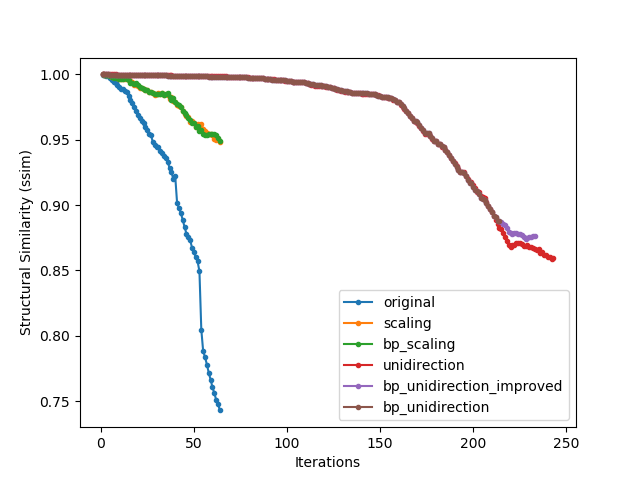 1.00
0.95
0.90
0.85
0.80
0.75
Structural Similarity (ssim)
0
50
100
150
200
250
Iterations
original
scaling
bp_scaling
unidirection
bp_unidirection_improved
bp_unidirection